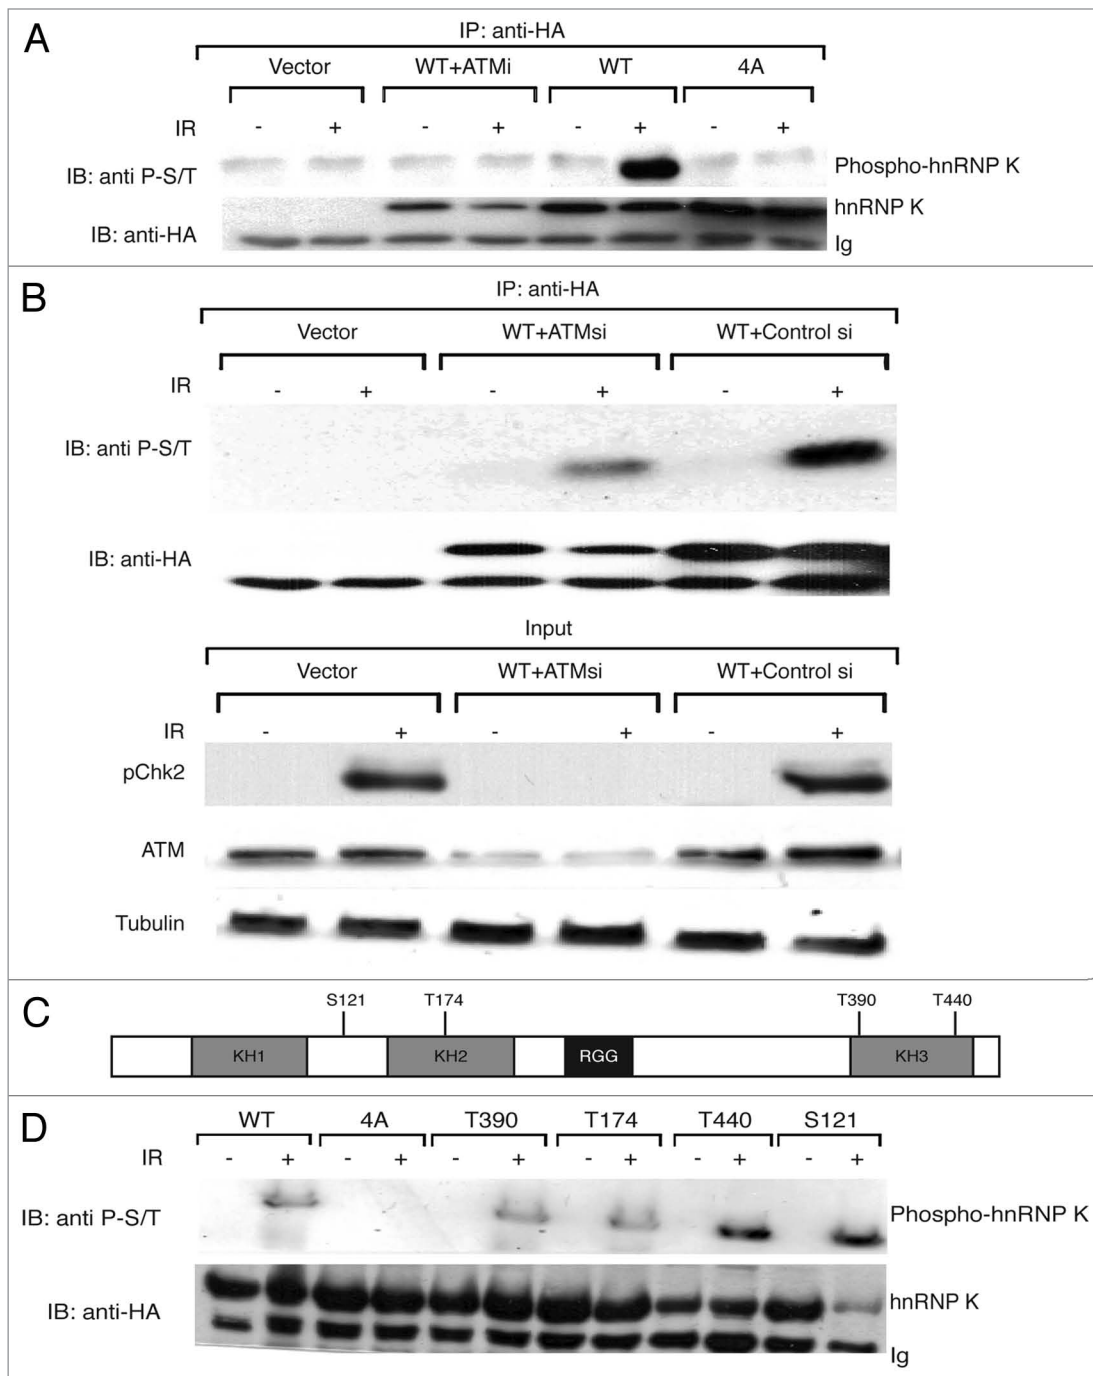 A
IP: anti-HA
Vector WT+ATMi WT 4A
IR - + - + - + - +
IB: anti P-S/T Phospho-hnRNP K
hnRNP K
IB: anti-HA Ig
B
IP: anti-HA
Vector WT+ATMsi WT+Control si
IR - + - + - +
IB: anti P-S/T
IB: anti-HA
Input
Vector WT+ATMsi WT+Control si
IR - + - + - +
pChk2
ATM
Tubulin
C
S121 T174 T390 T440
KH1 KH2 RGG KH3
D
WT 4A T390 T174 T440 S121
IR - + - + - + - + - + - +
IB: anti P-S/T Phospho-hnRNP K
IB: anti-HA hnRNP K
Ig